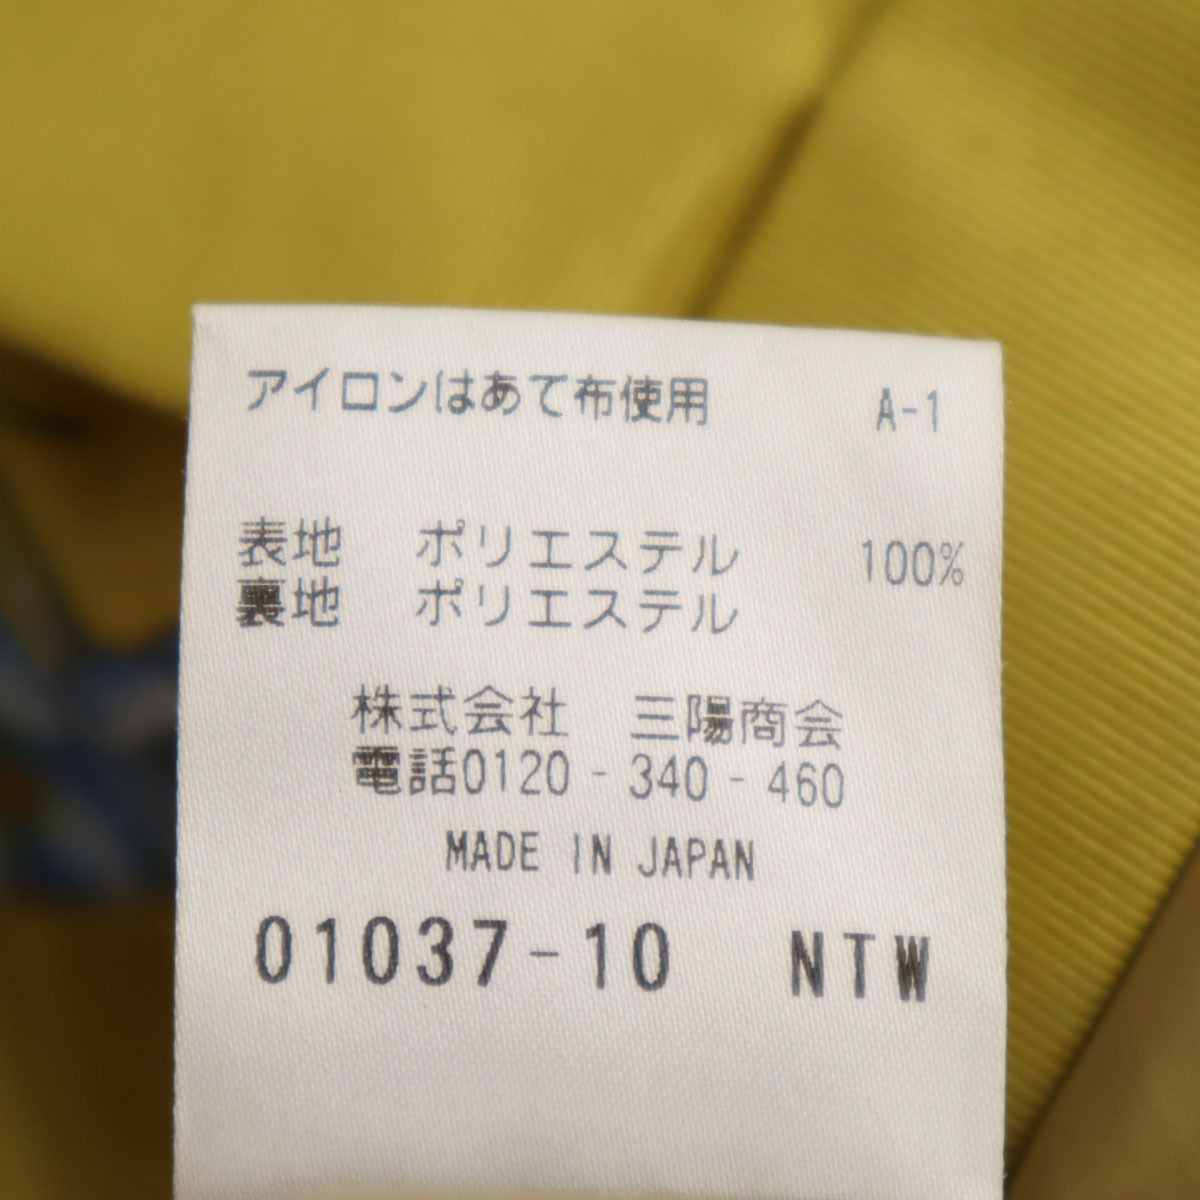 アイロンはあて布使用 A-1
表地 ポリエステル 100%
裏地 ポリエステル
株式会社 三陽商会
電話0120-340-460
MADE IN JAPAN
01037-10 NTW